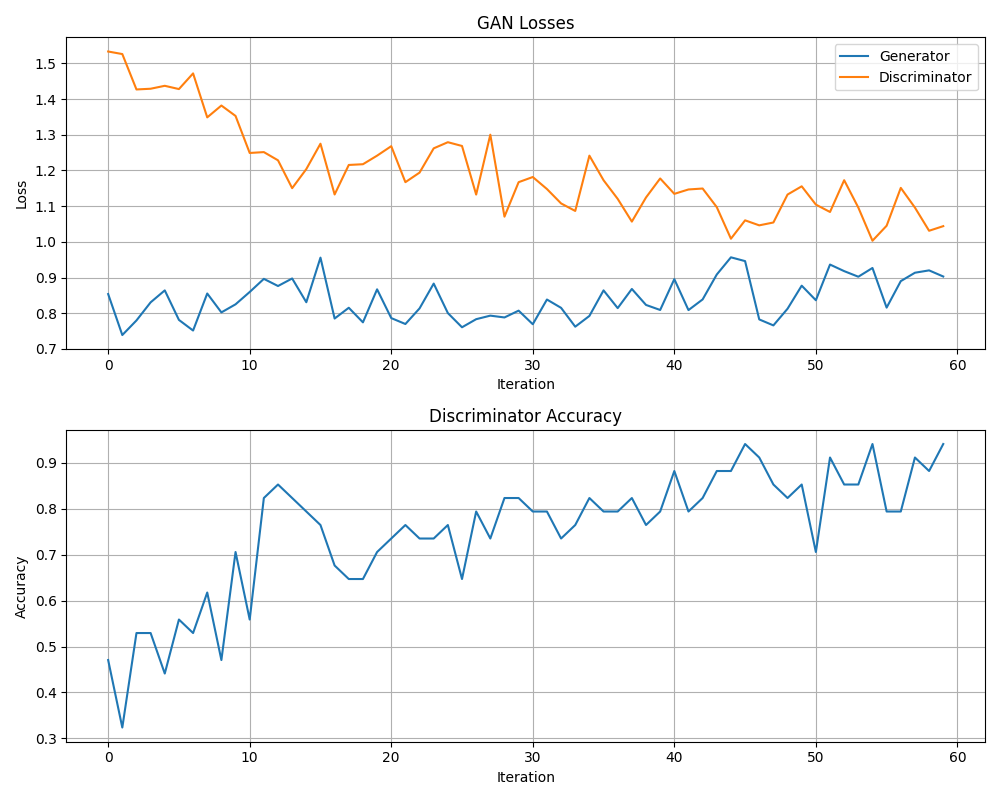 GAN Losses
Generator
Discriminator
1.5
1.4
1.3
1.2
1.1
1.0
0.9
0.8
0.7
Loss
0 10 20 30 40 50 60
Iteration
Discriminator Accuracy
0.9
0.8
0.7
0.6
0.5
0.4
0.3
Accuracy
0 10 20 30 40 50 60
Iteration